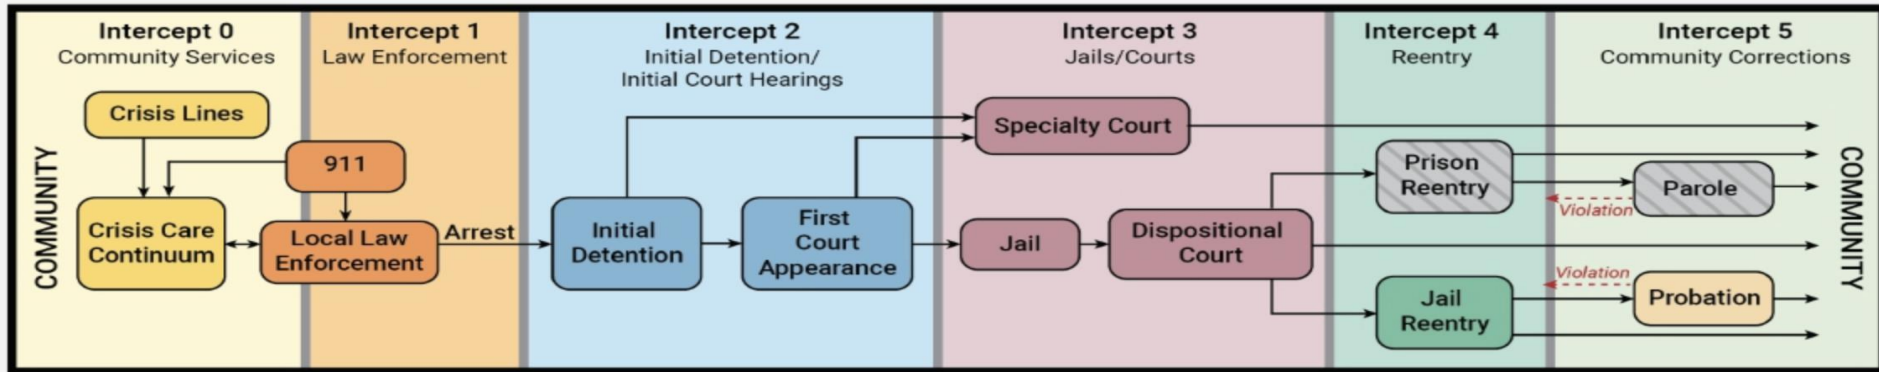 Intercept 0
Community Services
Intercept 1
Law Enforcement
Intercept 2
Initial Detention/
Initial Court Hearings
Intercept 3
Jails/Courts
Intercept 4
Reentry
Intercept 5
Community Corrections
COMMUNITY
Crisis Lines
Crisis Care
Continuum
911
Local Law
Enforcement
Arrest
Initial
Detention
First
Court
Appearance
Specialty Court
Jail
Dispositional
Court
Prison
Reentry
Violation
Parole
Jail
Reentry
Violation
Probation
COMMUNITY